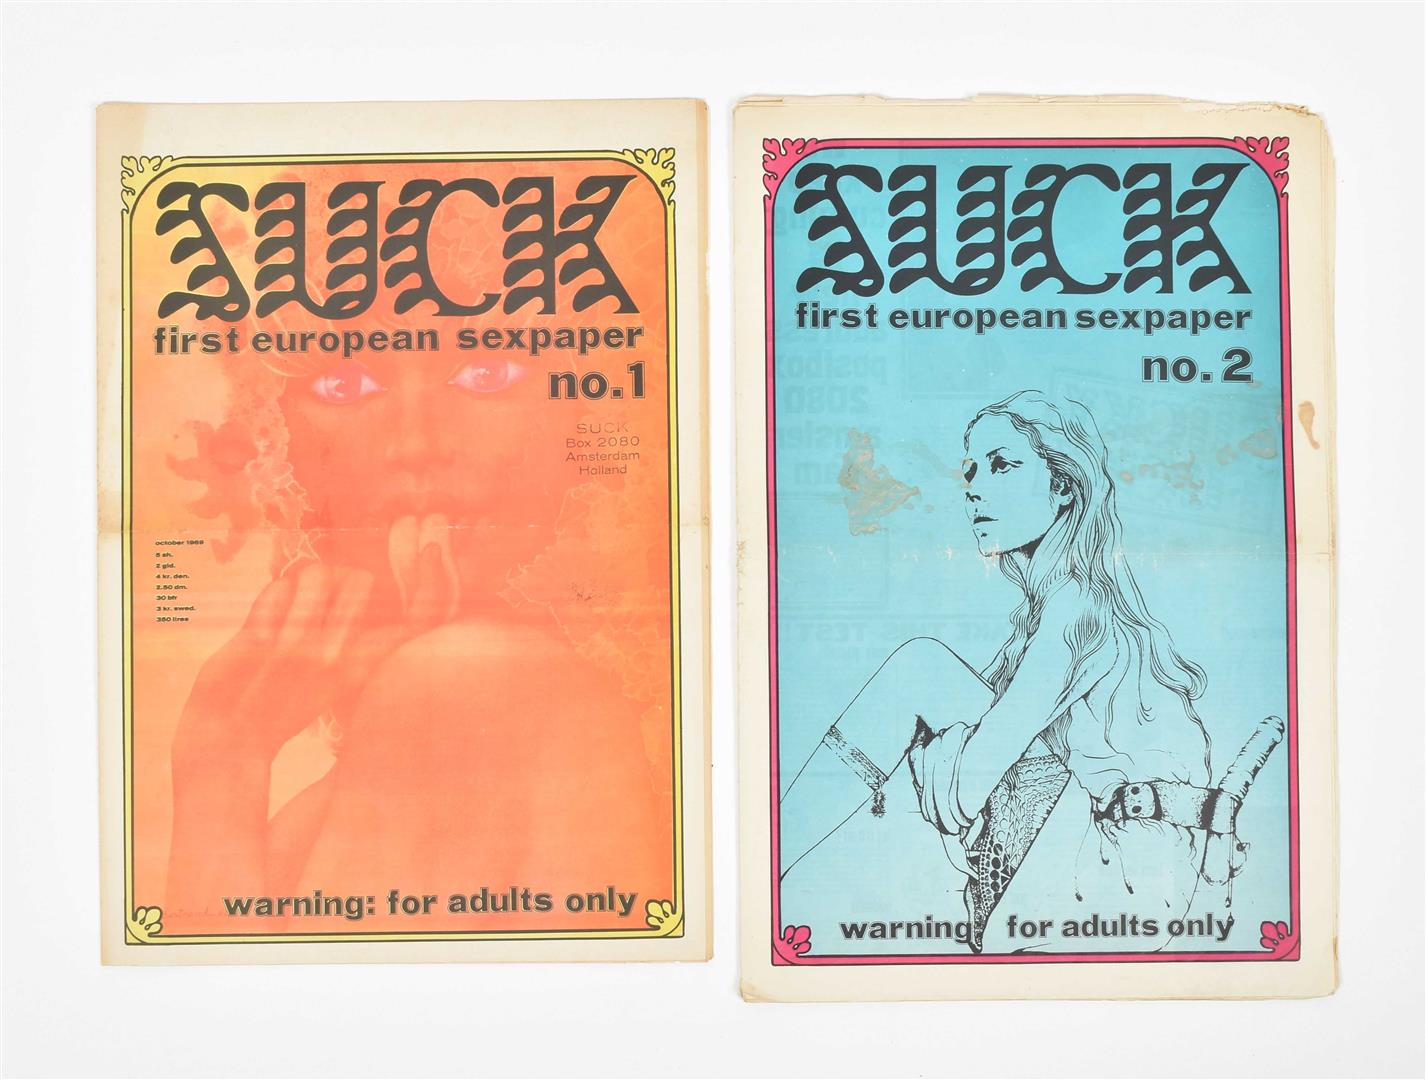 SUCK
first european sexpaper
no.1
SUCK
Box 2080
Amsterdam
Holland
october 1969
5 sh.
2 gld.
4 kr. den.
2.50 dm.
30 bfr
3 kr. swed.
350 lires
warning: for adults only
SUCK
first european sexpaper
no. 2
warning: for adults only